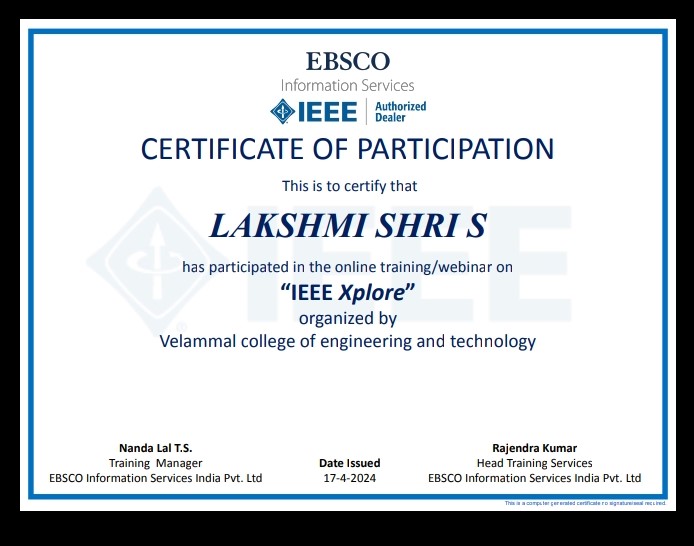 EBSCO
Information Services
IEEE Authorized Dealer
CERTIFICATE OF PARTICIPATION
This is to certify that
LAKSHMI SHRI S
has participated in the online training/webinar on
“IEEE Xplore”
organized by
Velammal college of engineering and technology
Nanda Lal T.S.
Training Manager
EBSCO Information Services India Pvt. Ltd
Date Issued
17-4-2024
Rajendra Kumar
Head Training Services
EBSCO Information Services India Pvt. Ltd
This is a computer generated certificate no signature/seal required.
IEEE